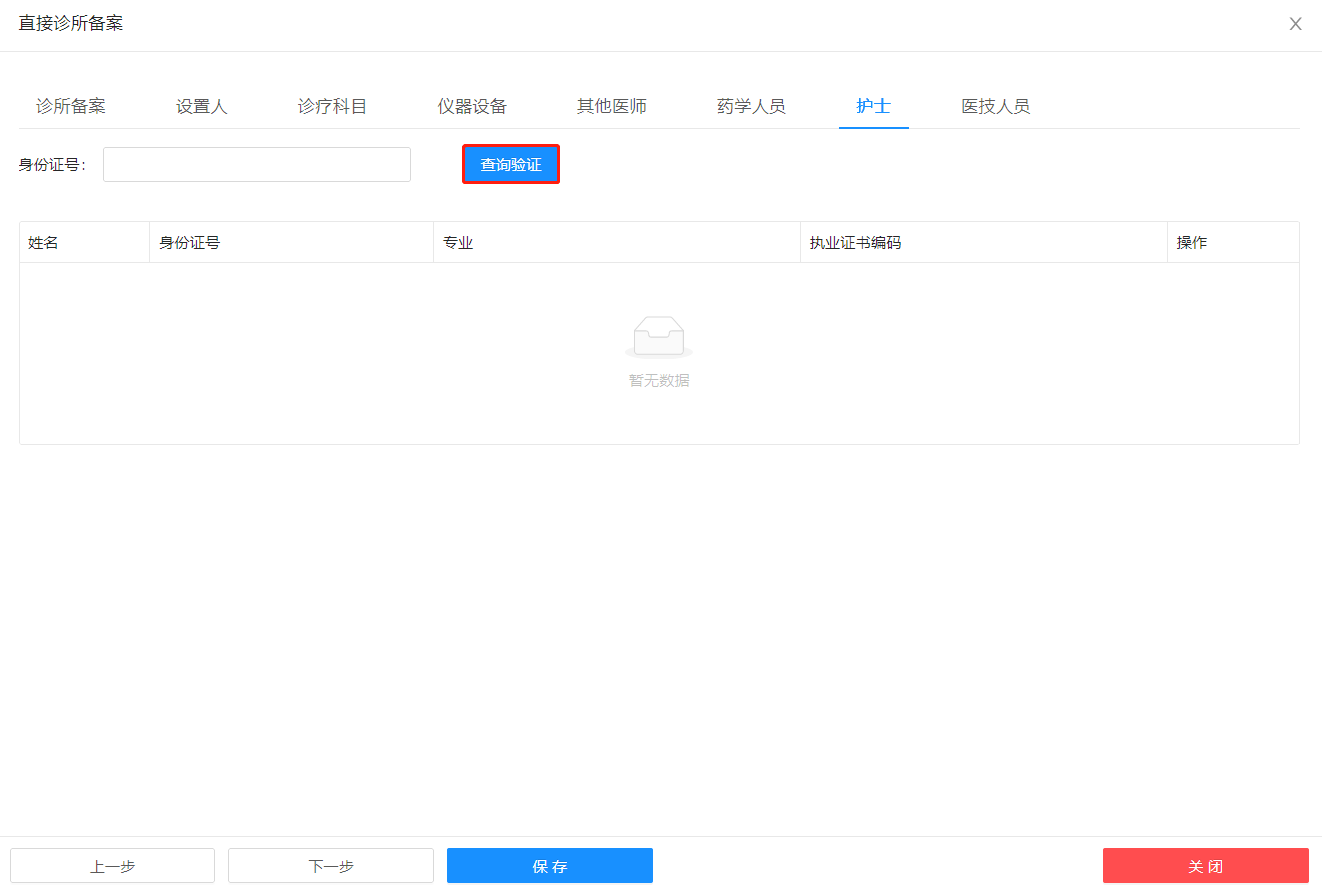 直接诊所备案
诊所备案 设置人 诊疗科目 仪器设备 其他医师 药学人员 护士 医技人员
身份证号: 查询验证
姓名 身份证号 专业 执业证书编码 操作
暂无数据
上一步 下一步 保 存 关 闭